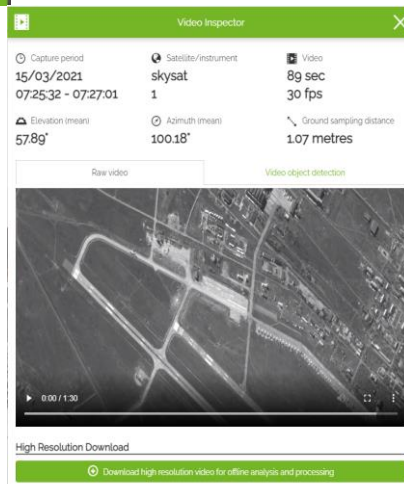 Video Inspector
Capture period
Satellite/instrument
Video
15/03/2021
skysat
89 sec
07:25:32 - 07:27:01
1
30 fps
Elevation (mean)
Azimuth (mean)
Ground sampling distance
57.89°
100.18°
1.07 metres
Raw video
Video object detection
0:00 / 1:30
High Resolution Download
Download high resolution video for offline analysis and processing